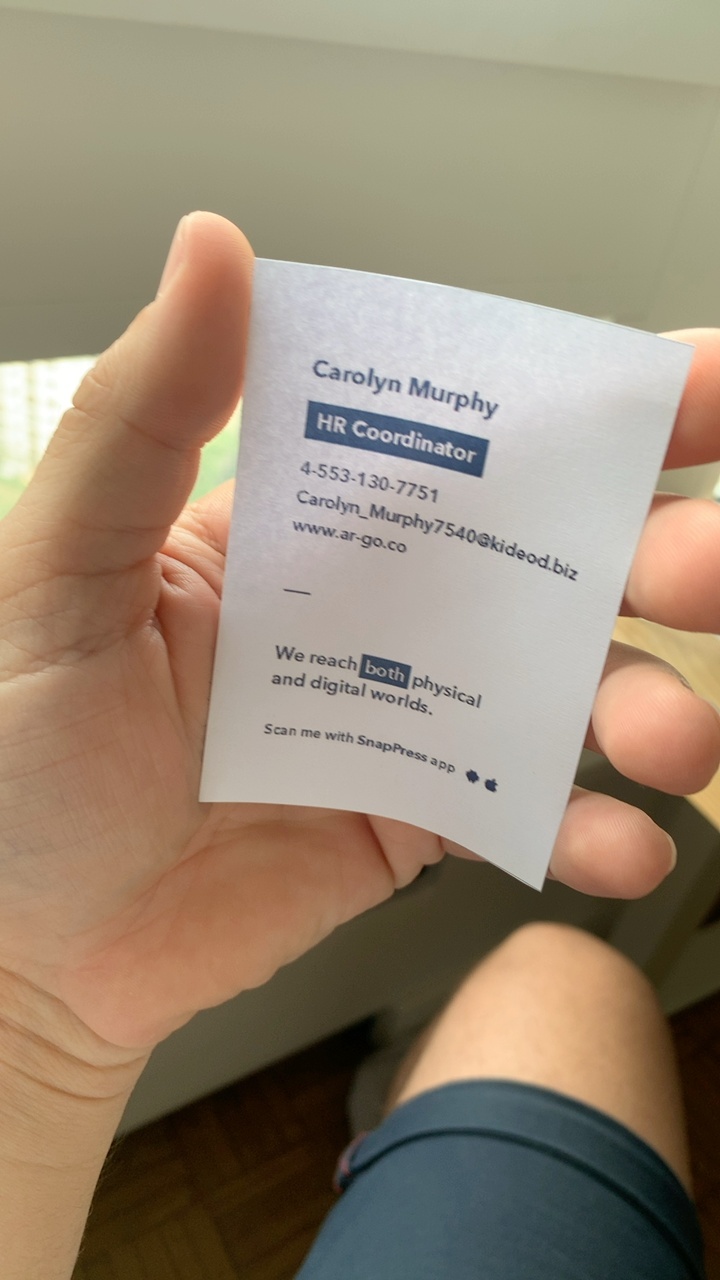 Carolyn Murphy
HR Coordinator
4-553-130-7751
Carolyn_Murphy7540@kideod.biz
www.ar-go.co
—
We reach both physical
and digital worlds.
Scan me with SnapPress app